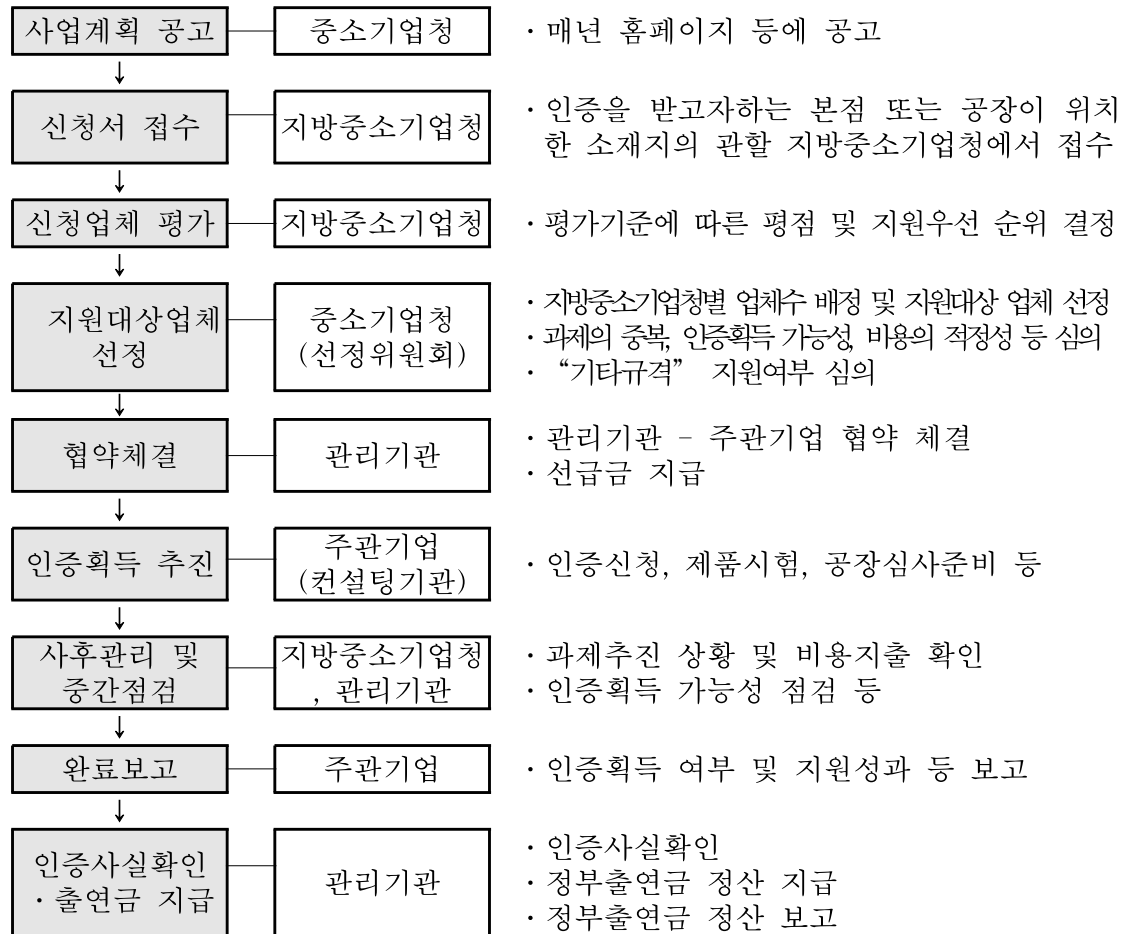 사업계획 공고
중소기업청
· 매년 홈페이지 등에 공고
신청서 접수
지방중소기업청
· 인증을 받고자하는 본점 또는 공장이 위치
한 소재지의 관할 지방중소기업청에서 접수
신청업체 평가
지방중소기업청
· 평가기준에 따른 평점 및 지원우선 순위 결정
지원대상업체
선정
중소기업청
(선정위원회)
· 지방중소기업청별 업체수 배정 및 지원대상 업체 선정
· 과제의 중복, 인증획득 가능성, 비용의 적정성 등 심의
· “기타규격” 지원여부 심의
협약체결
관리기관
· 관리기관 - 주관기업 협약 체결
· 선급금 지급
인증획득 추진
주관기업
(컨설팅기관)
· 인증신청, 제품시험, 공장심사준비 등
사후관리 및
중간점검
지방중소기업청
, 관리기관
· 과제추진 상황 및 비용지출 확인
· 인증획득 가능성 점검 등
완료보고
주관기업
· 인증획득 여부 및 지원성과 등 보고
인증사실확인
· 출연금 지급
관리기관
· 인증사실확인
· 정부출연금 정산 지급
· 정부출연금 정산 보고